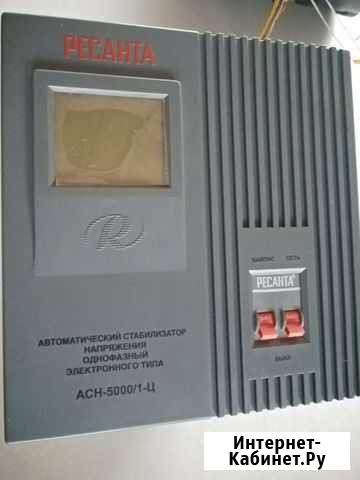 РЕСАНТА
R
АВТОМАТИЧЕСКИЙ СТАБИЛИЗАТОР
НАПРЯЖЕНИЯ
ОДНОФАЗНЫЙ
ЭЛЕКТРОННОГО ТИПА
АСН-5000/1-Ц
БАЙПАС СЕТЬ
РЕСАНТА
ВЫКЛ
Интернет-
Кабинет.Ру